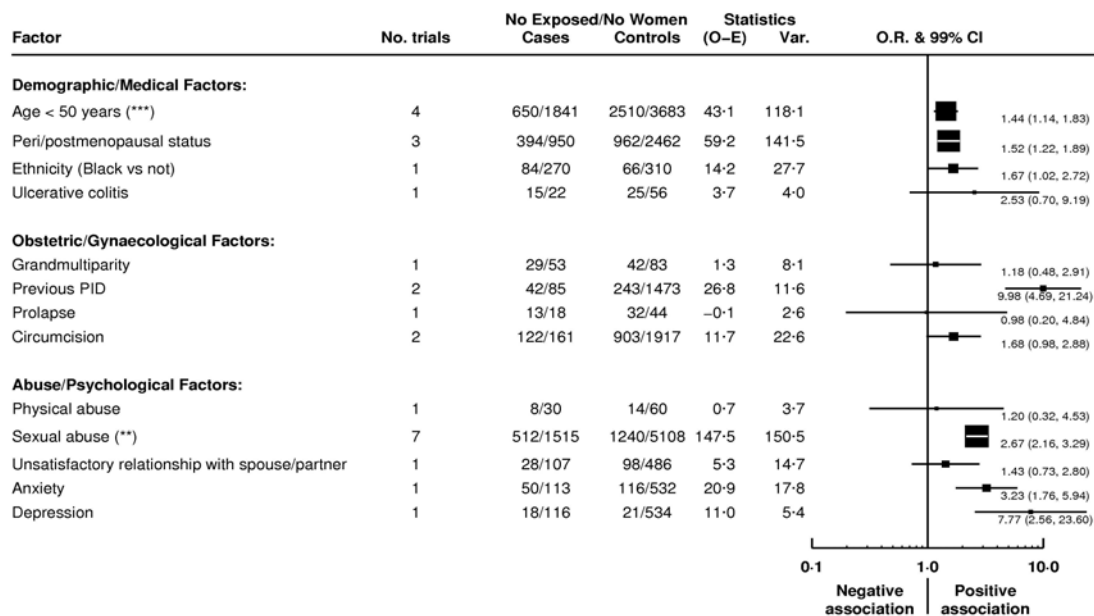 No Exposed/No Women Statistics
Factor No. trials Cases Controls (O−E) Var. O.R. & 99% CI
Demographic/Medical Factors:
Age < 50 years (***) 4 650/1841 2510/3683 43·1 118·1 1.44 (1.14, 1.83)
Peri/postmenopausal status 3 394/950 962/2462 59·2 141·5 1.52 (1.22, 1.89)
Ethnicity (Black vs not) 1 84/270 66/310 14·2 27·7 1.67 (1.02, 2.72)
Ulcerative colitis 1 15/22 25/56 3·7 4·0 2.53 (0.70, 9.19)
Obstetric/Gynaecological Factors:
Grandmultiparity 1 29/53 42/83 1·3 8·1 1.18 (0.48, 2.91)
Previous PID 2 42/85 243/1473 26·8 11·6 9.98 (4.69, 21.24)
Prolapse 1 13/18 32/44 −0·1 2·6 0.98 (0.20, 4.84)
Circumcision 2 122/161 903/1917 11·7 22·6 1.68 (0.98, 2.88)
Abuse/Psychological Factors:
Physical abuse 1 8/30 14/60 0·7 3·7 1.20 (0.32, 4.53)
Sexual abuse (**) 7 512/1515 1240/5108 147·5 150·5 2.67 (2.16, 3.29)
Unsatisfactory relationship with spouse/partner 1 28/107 98/486 5·3 14·7 1.43 (0.73, 2.80)
Anxiety 1 50/113 116/532 20·9 17·8 3.23 (1.76, 5.94)
Depression 1 18/116 21/534 11·0 5·4 7.77 (2.56, 23.60)
0·1 1·0 10·0
Negative Positive
association association